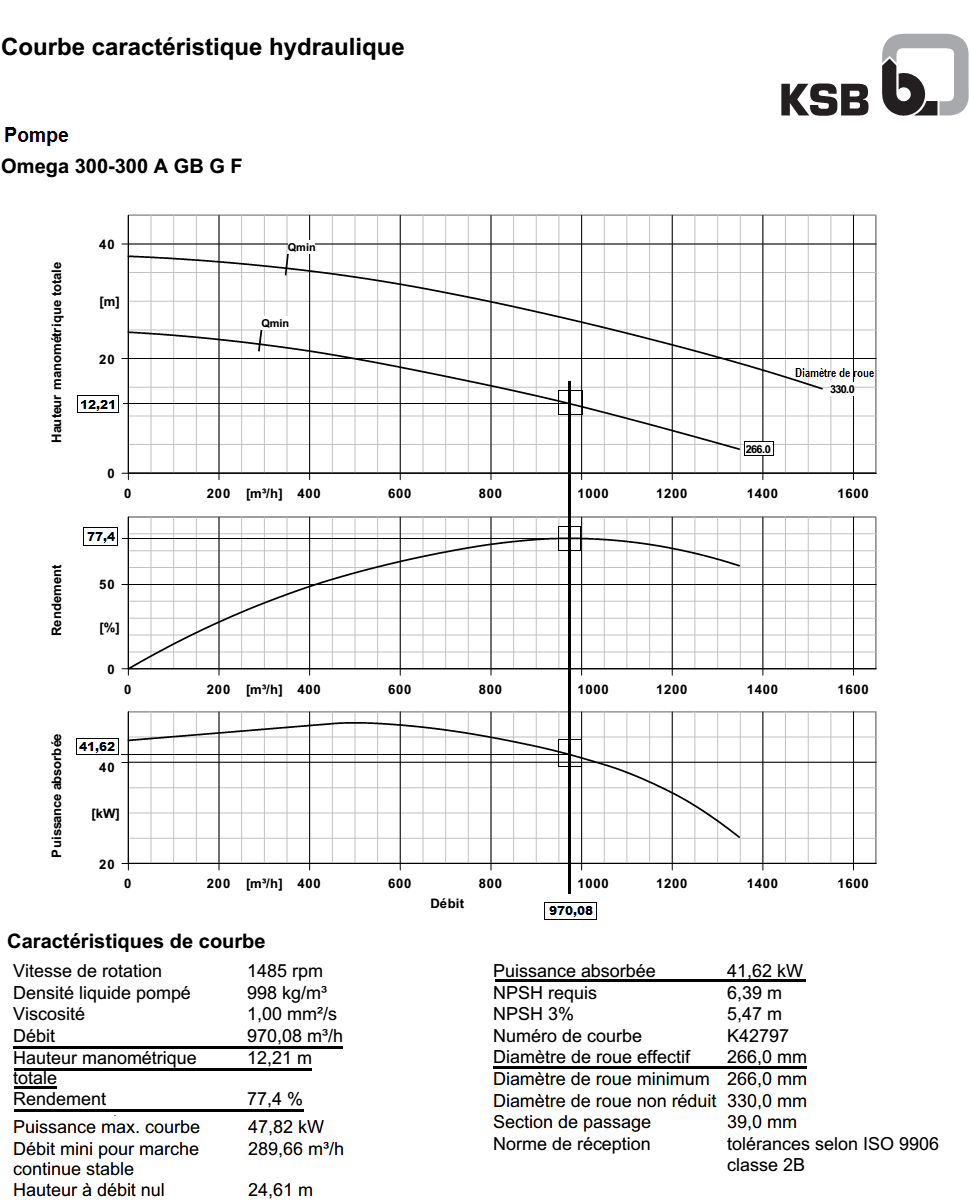 Courbe caractéristique hydraulique
KSB b
Pompe
Omega 300-300 A GB G F
Hauteur manométrique totale
40
[m]
20
12,21
0
Qmin
Qmin
Diamètre de roue
330.0
266.0
0 200 [m³/h] 400 600 800 1000 1200 1400 1600
77,4
Rendement
50
[%]
0
0 200 [m³/h] 400 600 800 1000 1200 1400 1600
Puissance absorbée
41,62
40
[kW]
20
0 200 [m³/h] 400 600 800 1000 1200 1400 1600
Débit
970,08
Caractéristiques de courbe
Vitesse de rotation 1485 rpm
Densité liquide pompé 998 kg/m³
Viscosité 1,00 mm²/s
Débit 970,08 m³/h
Hauteur manométrique 12,21 m
totale
Rendement 77,4 %
Puissance max. courbe 47,82 kW
Débit mini pour marche 289,66 m³/h
continue stable
Hauteur à débit nul 24,61 m
Puissance absorbée 41,62 kW
NPSH requis 6,39 m
NPSH 3% 5,47 m
Numéro de courbe K42797
Diamètre de roue effectif 266,0 mm
Diamètre de roue minimum 266,0 mm
Diamètre de roue non réduit 330,0 mm
Section de passage 39,0 mm
Norme de réception tolérances selon ISO 9906
classe 2B